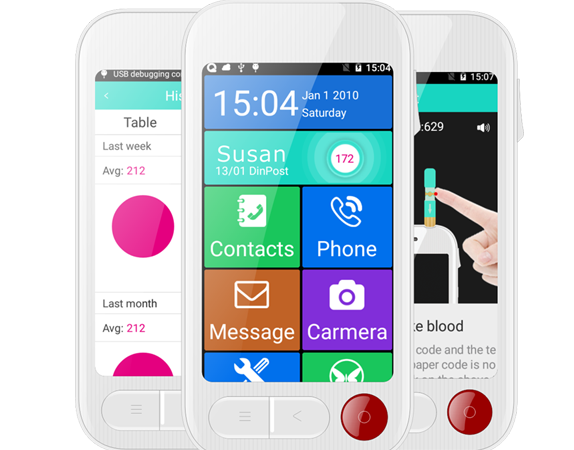 USB debugging co
His
Table
Last week
Avg: 212
Last month
Avg: 212
15:04
15:04
Jan 1 2010
Saturday
Susan
13/01 DinPost
172
Contacts
Phone
Message
Carmera
15:07
:629
ke blood
code and the te
paper code is no